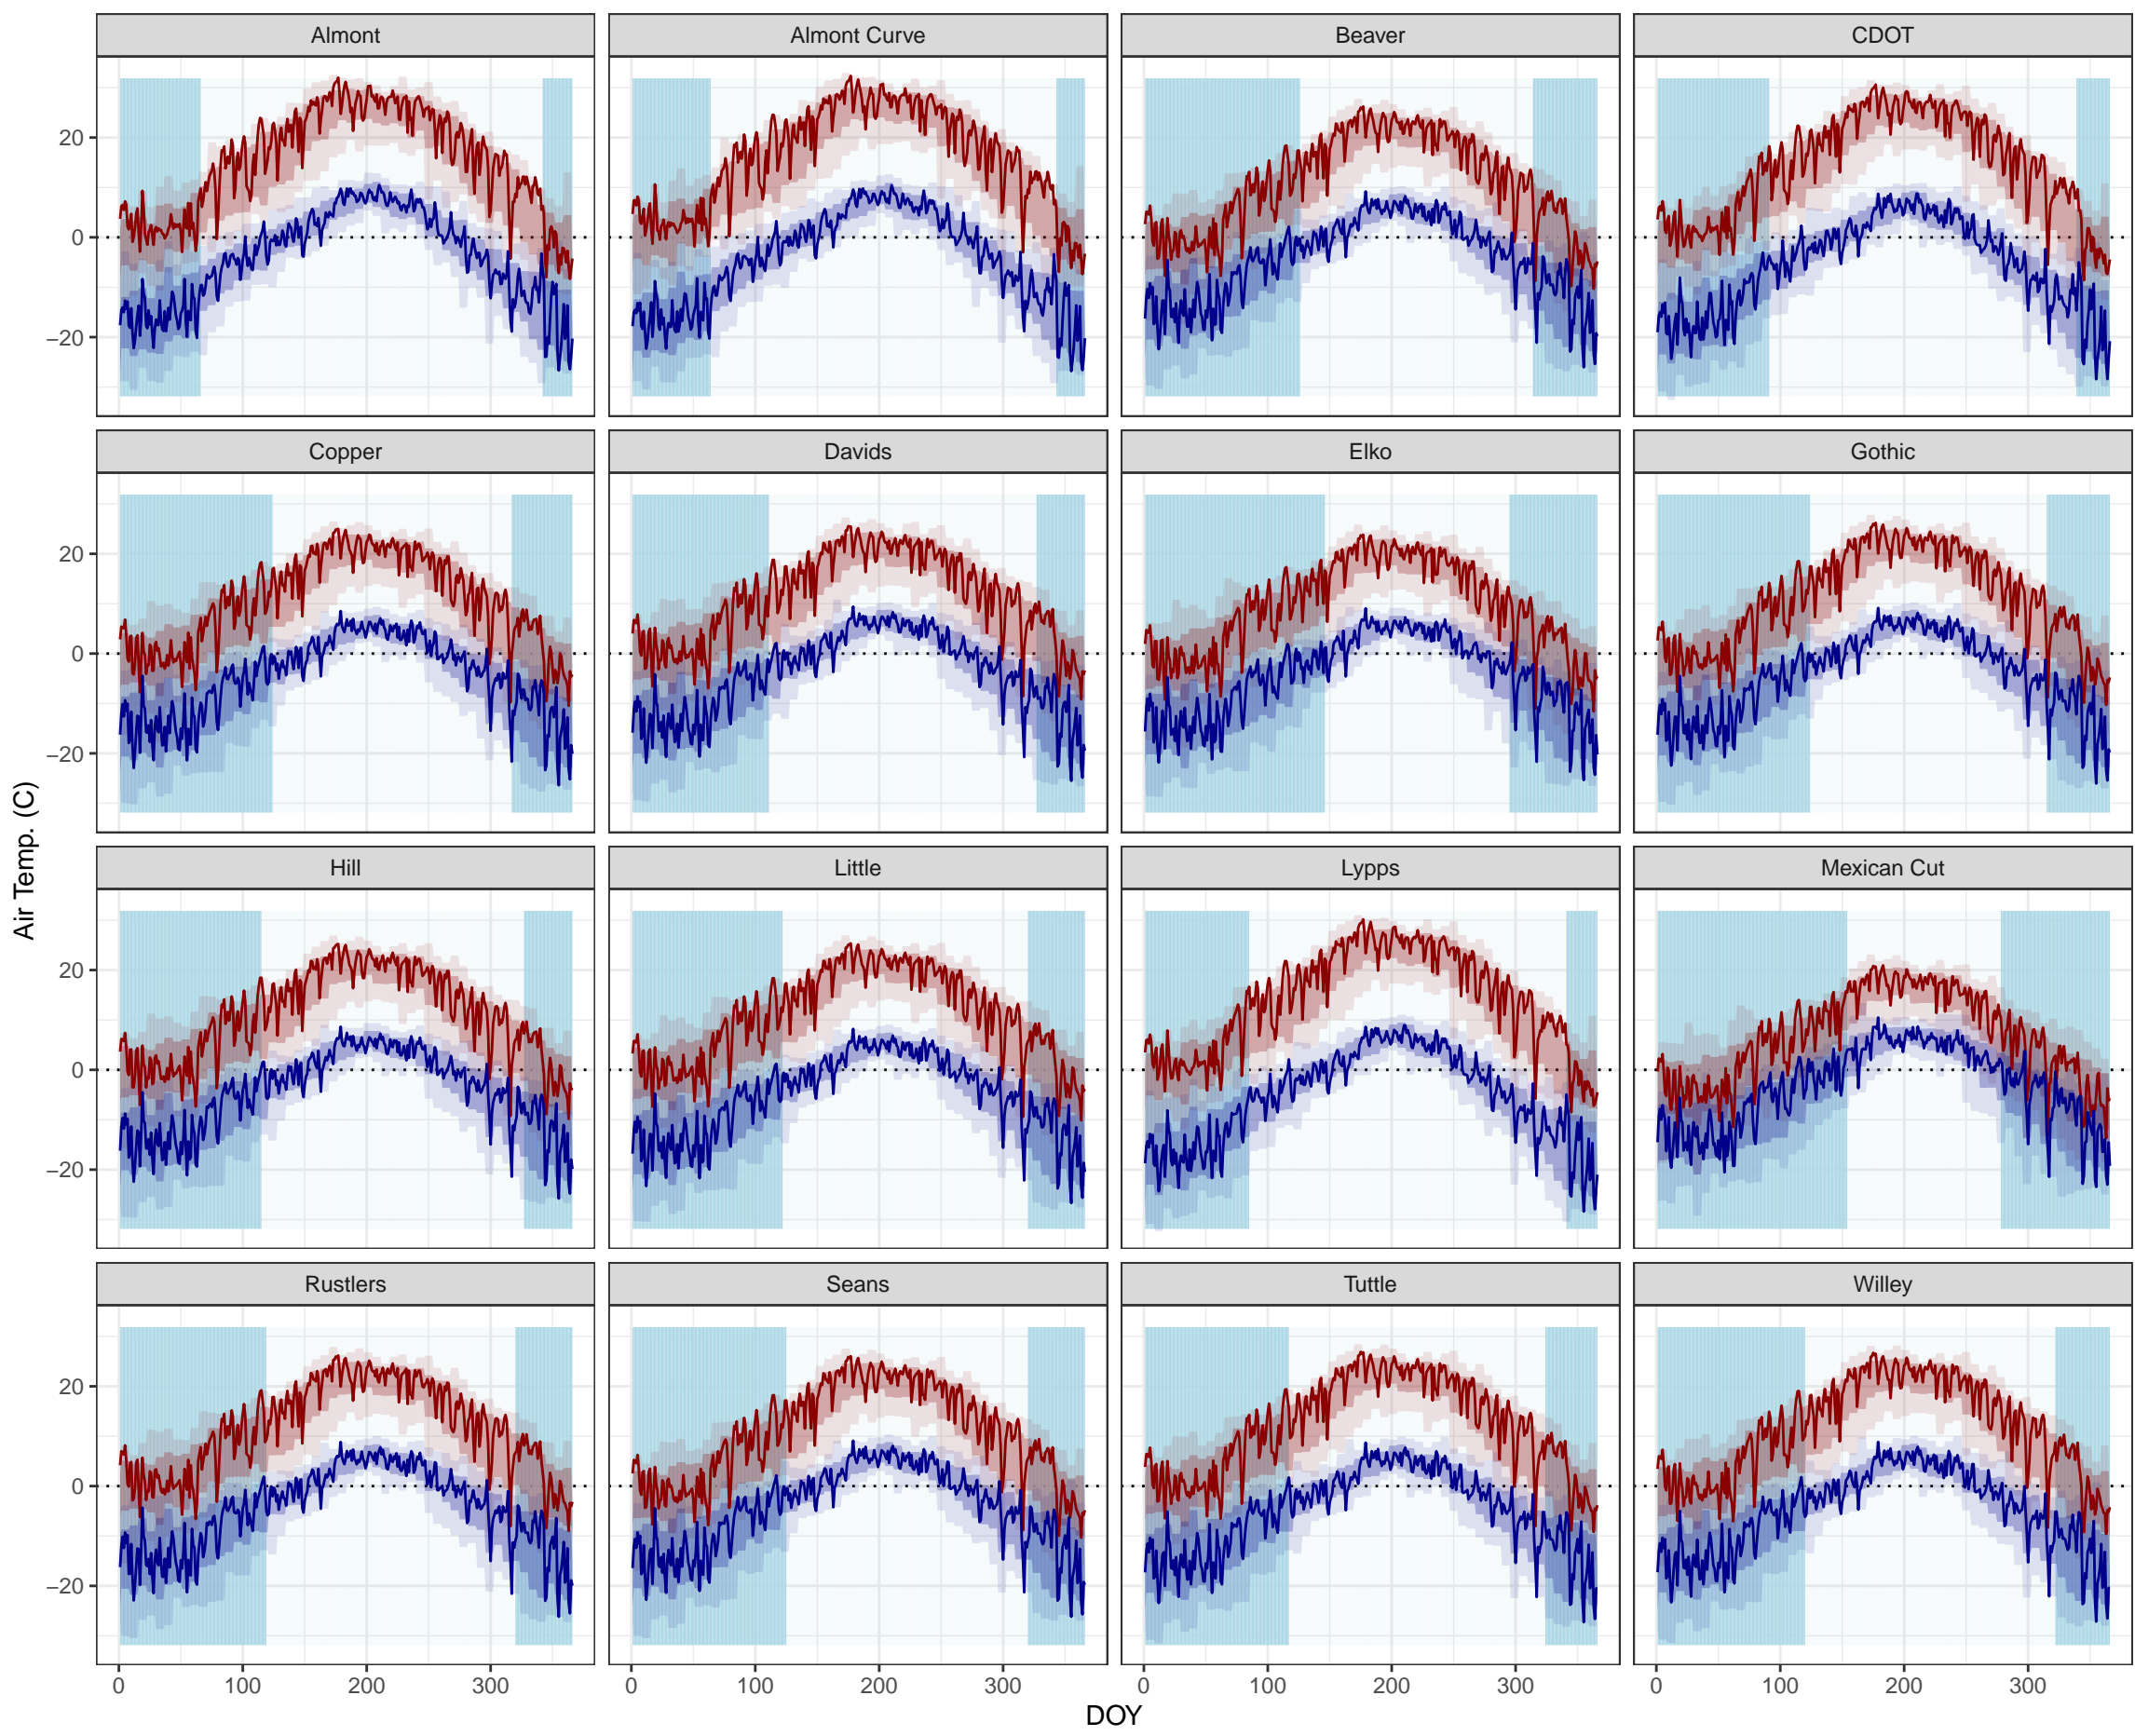 Almont Almont Curve Beaver CDOT
20
0
−20
Copper Davids Elko Gothic
20
0
−20
Air Temp. (C)
Hill Little Lypps Mexican Cut
20
0
−20
Rustlers Seans Tuttle Willey
20
0
−20
0 100 200 300 0 100 200 300 0 100 200 300 0 100 200 300
DOY